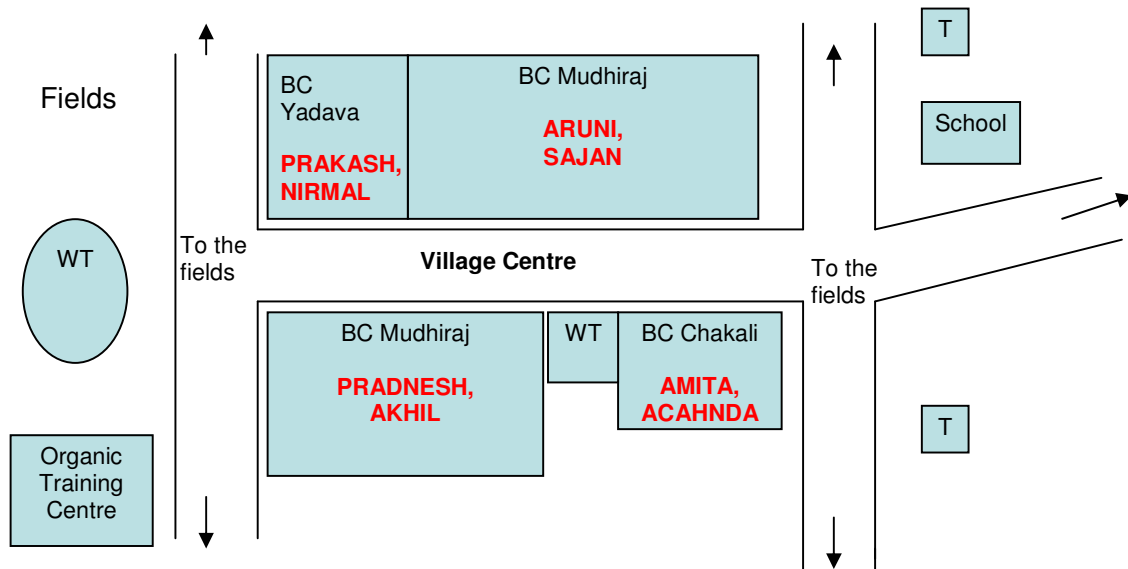 T
BC
Yadava
PRAKASH,
NIRMAL
BC Mudhiraj
ARUNI,
SAJAN
Fields
School
WT
To the
fields
Village Centre
To the
fields
BC Mudhiraj
PRADNESH,
AKHIL
WT
BC Chakali
AMITA,
ACAHNDA
T
Organic
Training
Centre